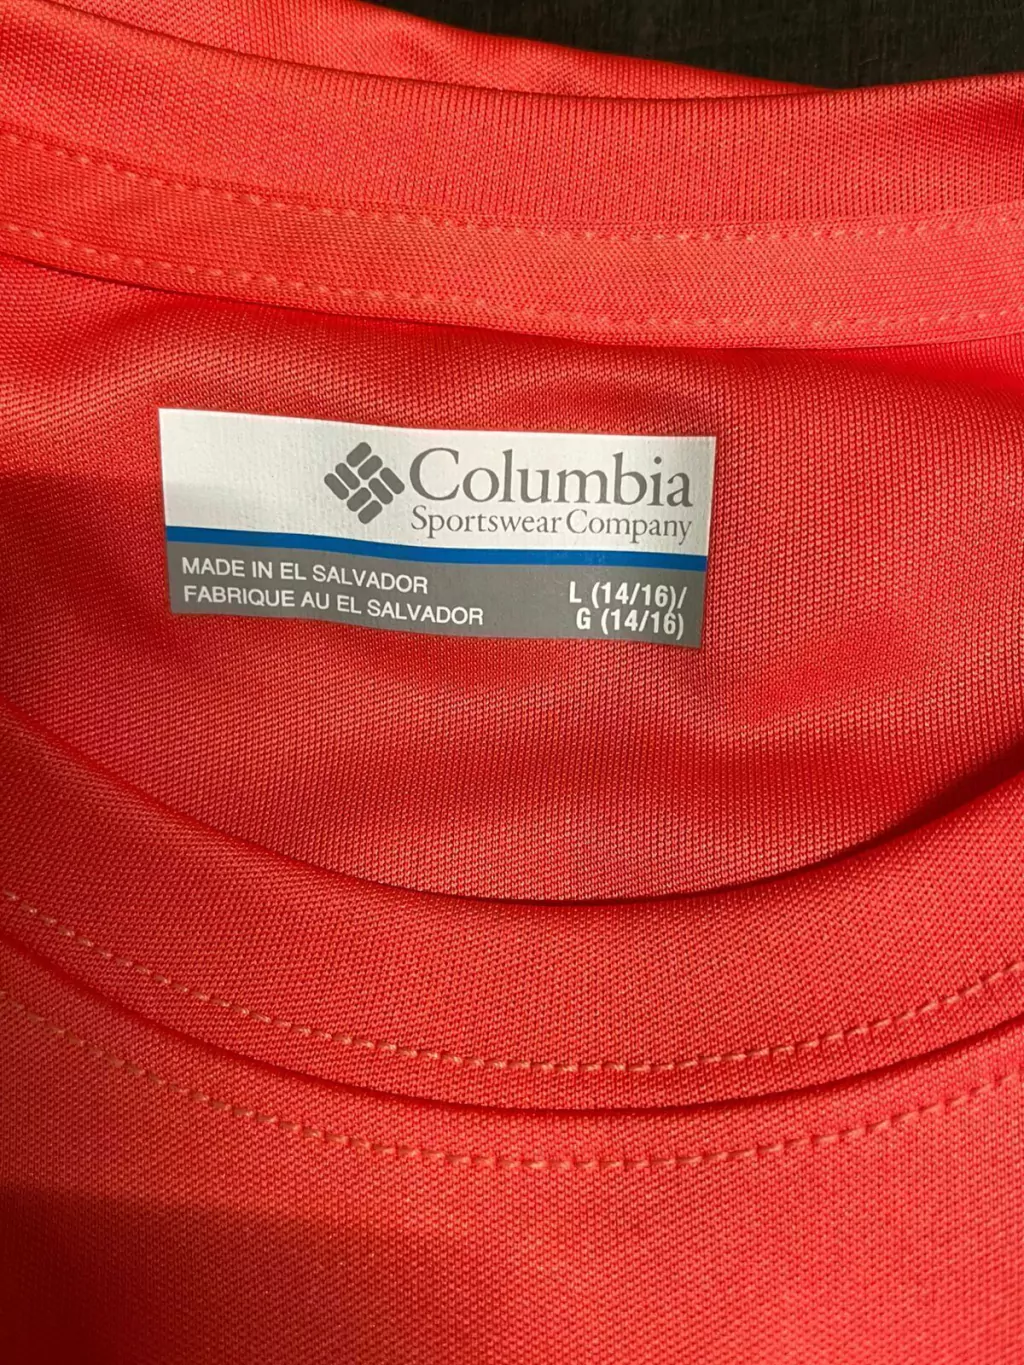 Columbia
Sportswear Company
MADE IN EL SALVADOR
FABRIQUE AU EL SALVADOR
L (14/16)/
G (14/16)